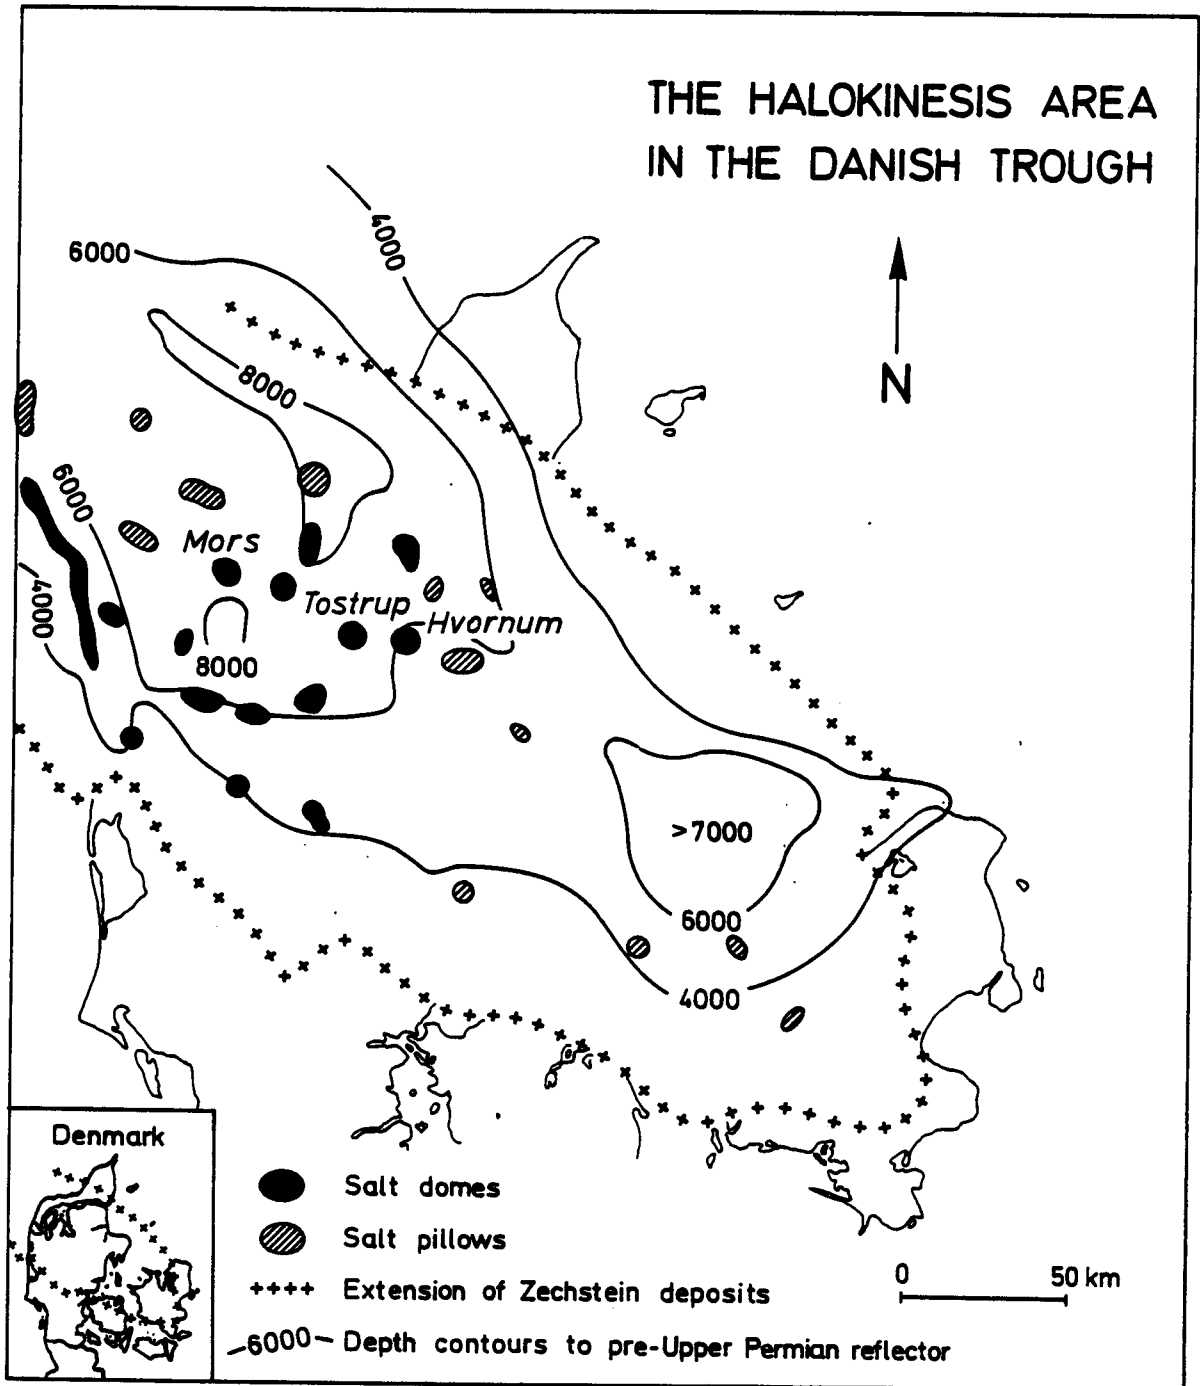 THE HALOKINESIS AREA
IN THE DANISH TROUGH
4000
6000
N
8000
6000
Mors
4000
Tostrup
Hvornum
8000
>7000
6000
4000
Denmark
Salt domes
Salt pillows
++++ Extension of Zechstein deposits
0 50 km
–6000– Depth contours to pre-Upper Permian reflector